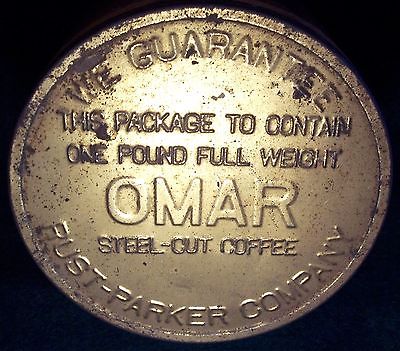 WE GUARANTEE
THIS PACKAGE TO CONTAIN
ONE POUND FULL WEIGHT
OMAR
STEEL-CUT COFFEE
RUST-PARKER COMPANY